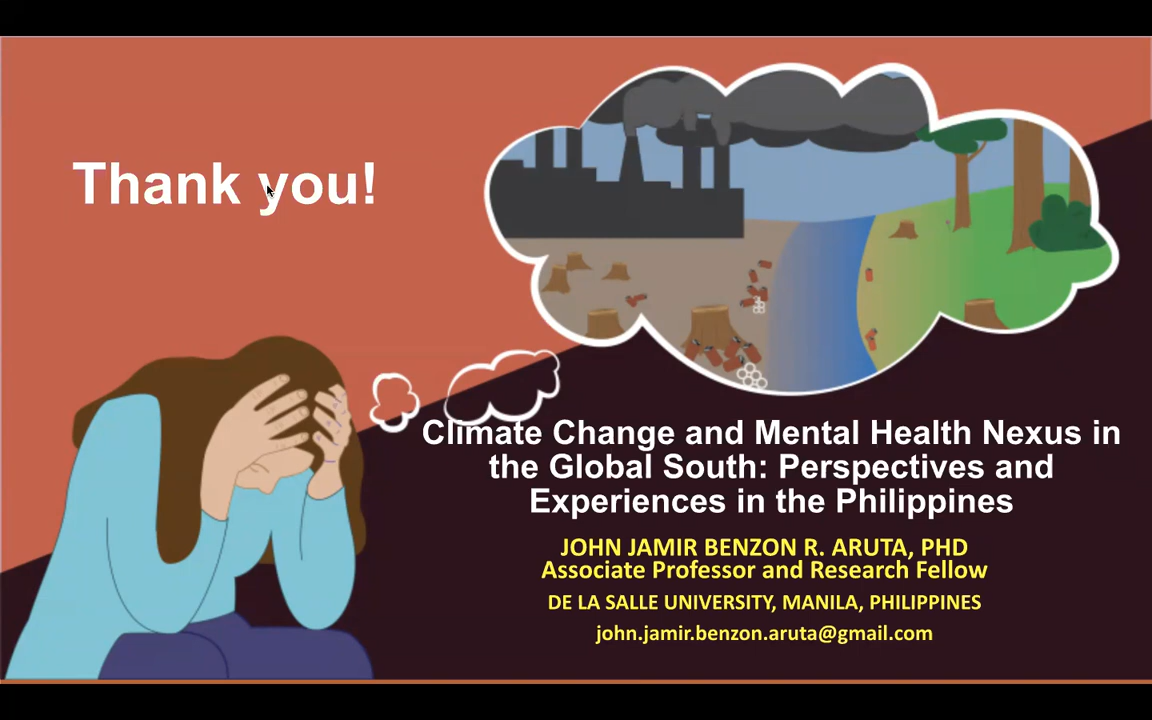 Thank you!
Climate Change and Mental Health Nexus in
the Global South: Perspectives and
Experiences in the Philippines
JOHN JAMIR BENZON R. ARUTA, PHD
Associate Professor and Research Fellow
DE LA SALLE UNIVERSITY, MANILA, PHILIPPINES
john.jamir.benzon.aruta@gmail.com